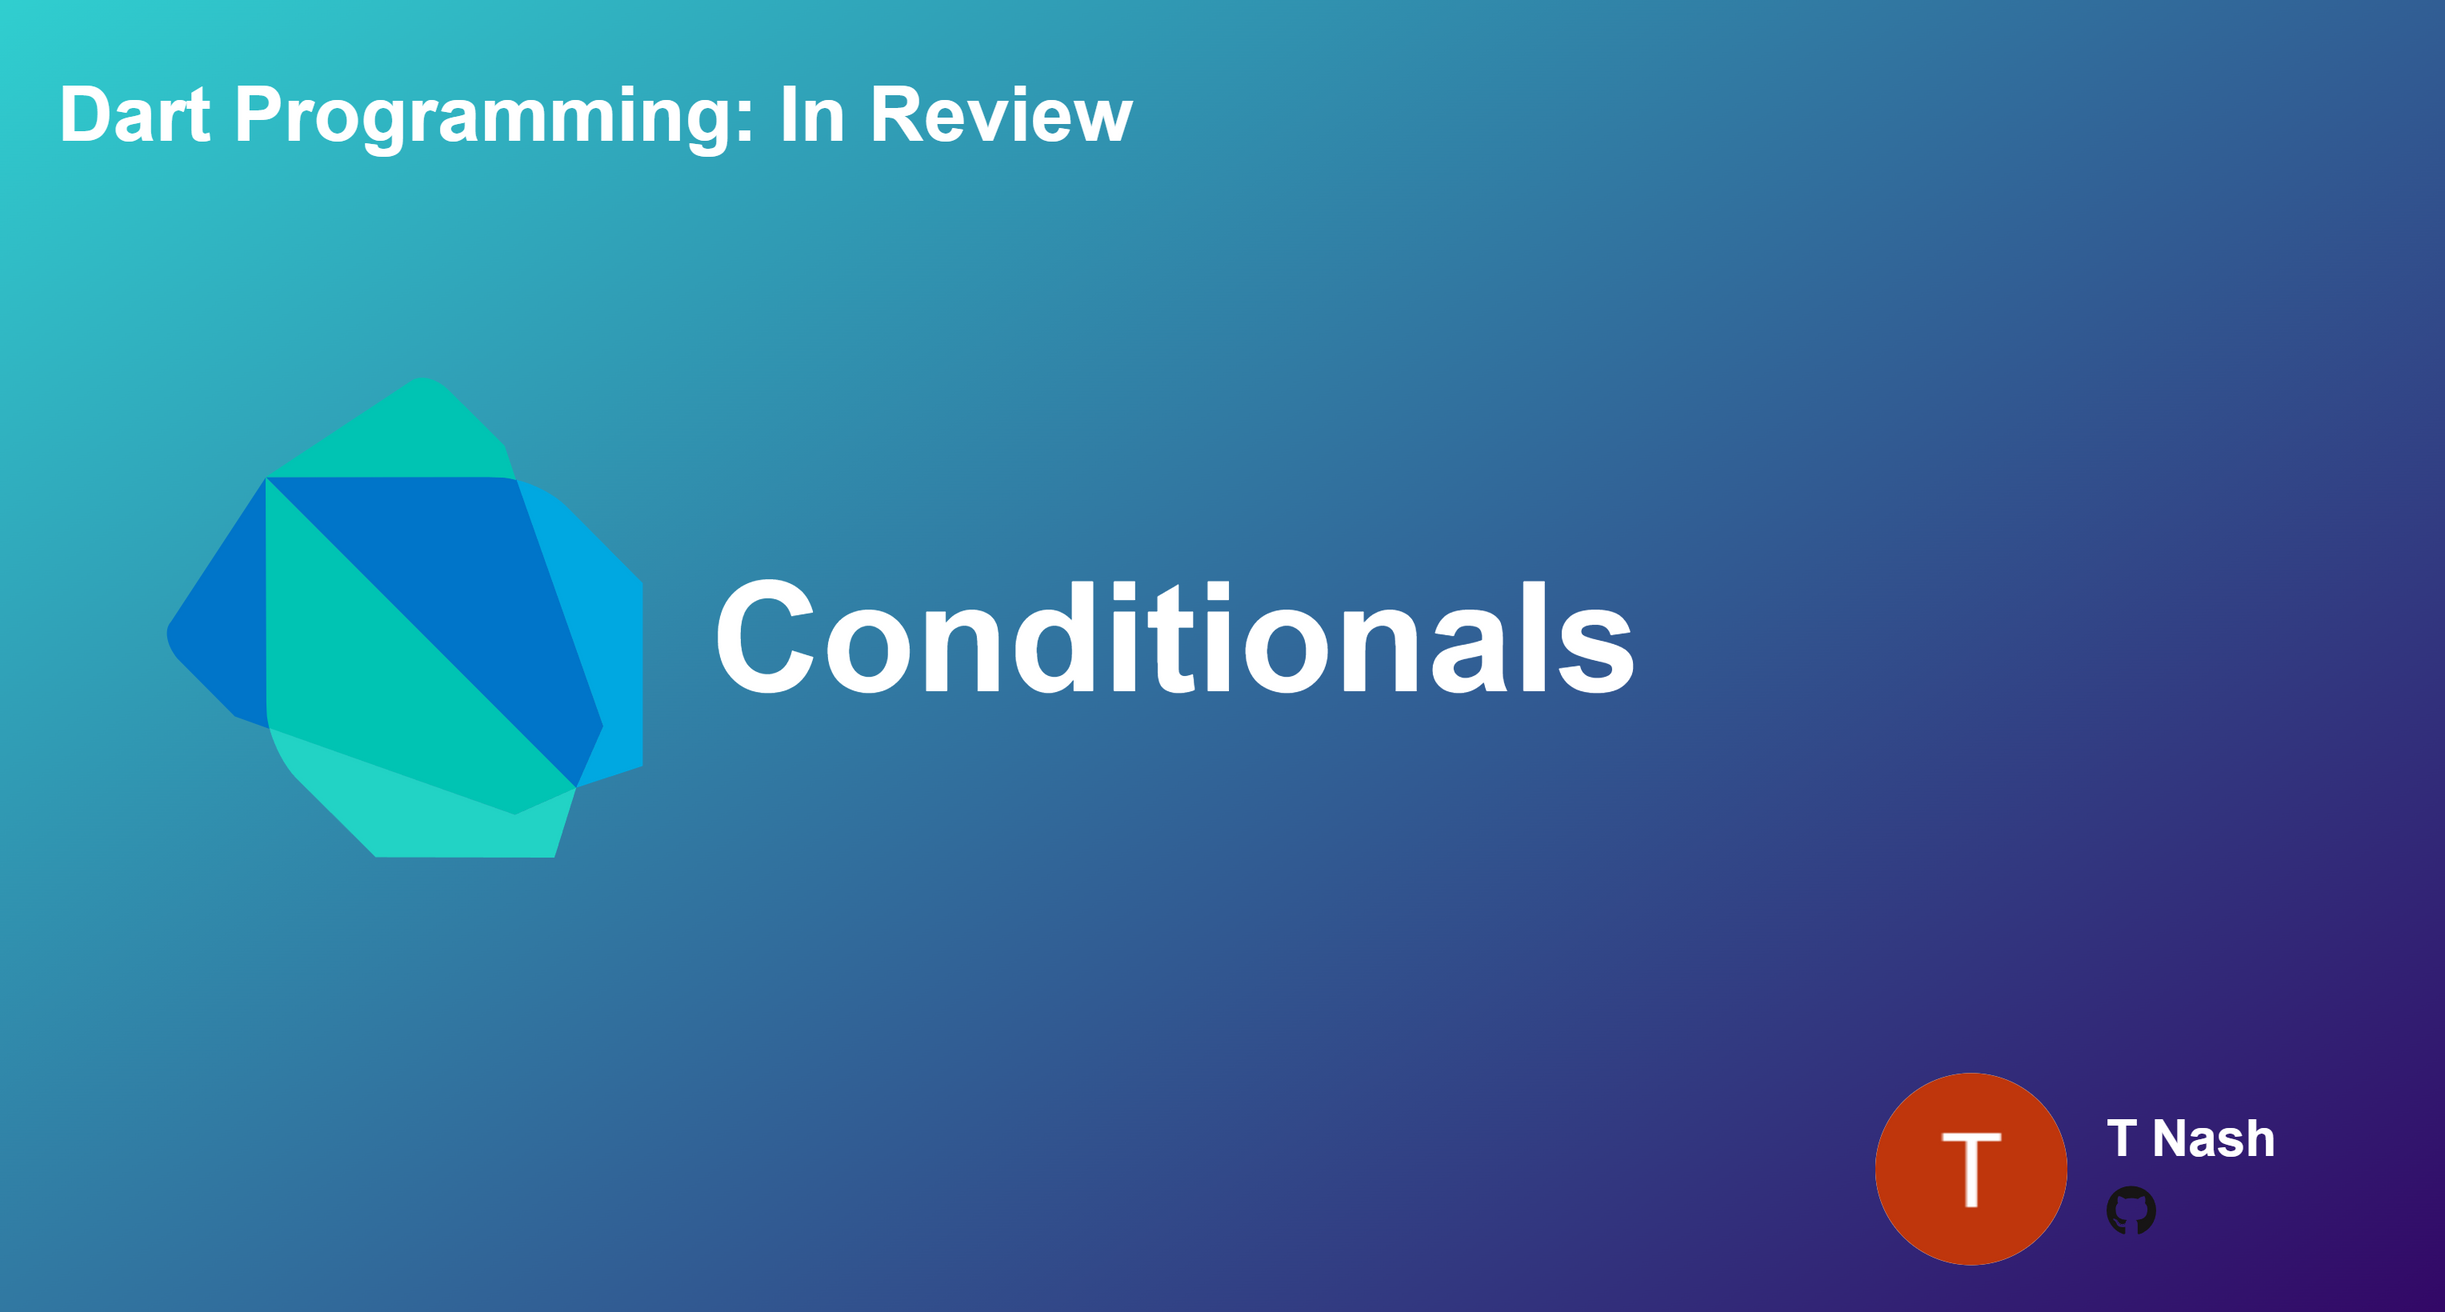 Dart Programming: In Review
Conditionals
T
T Nash